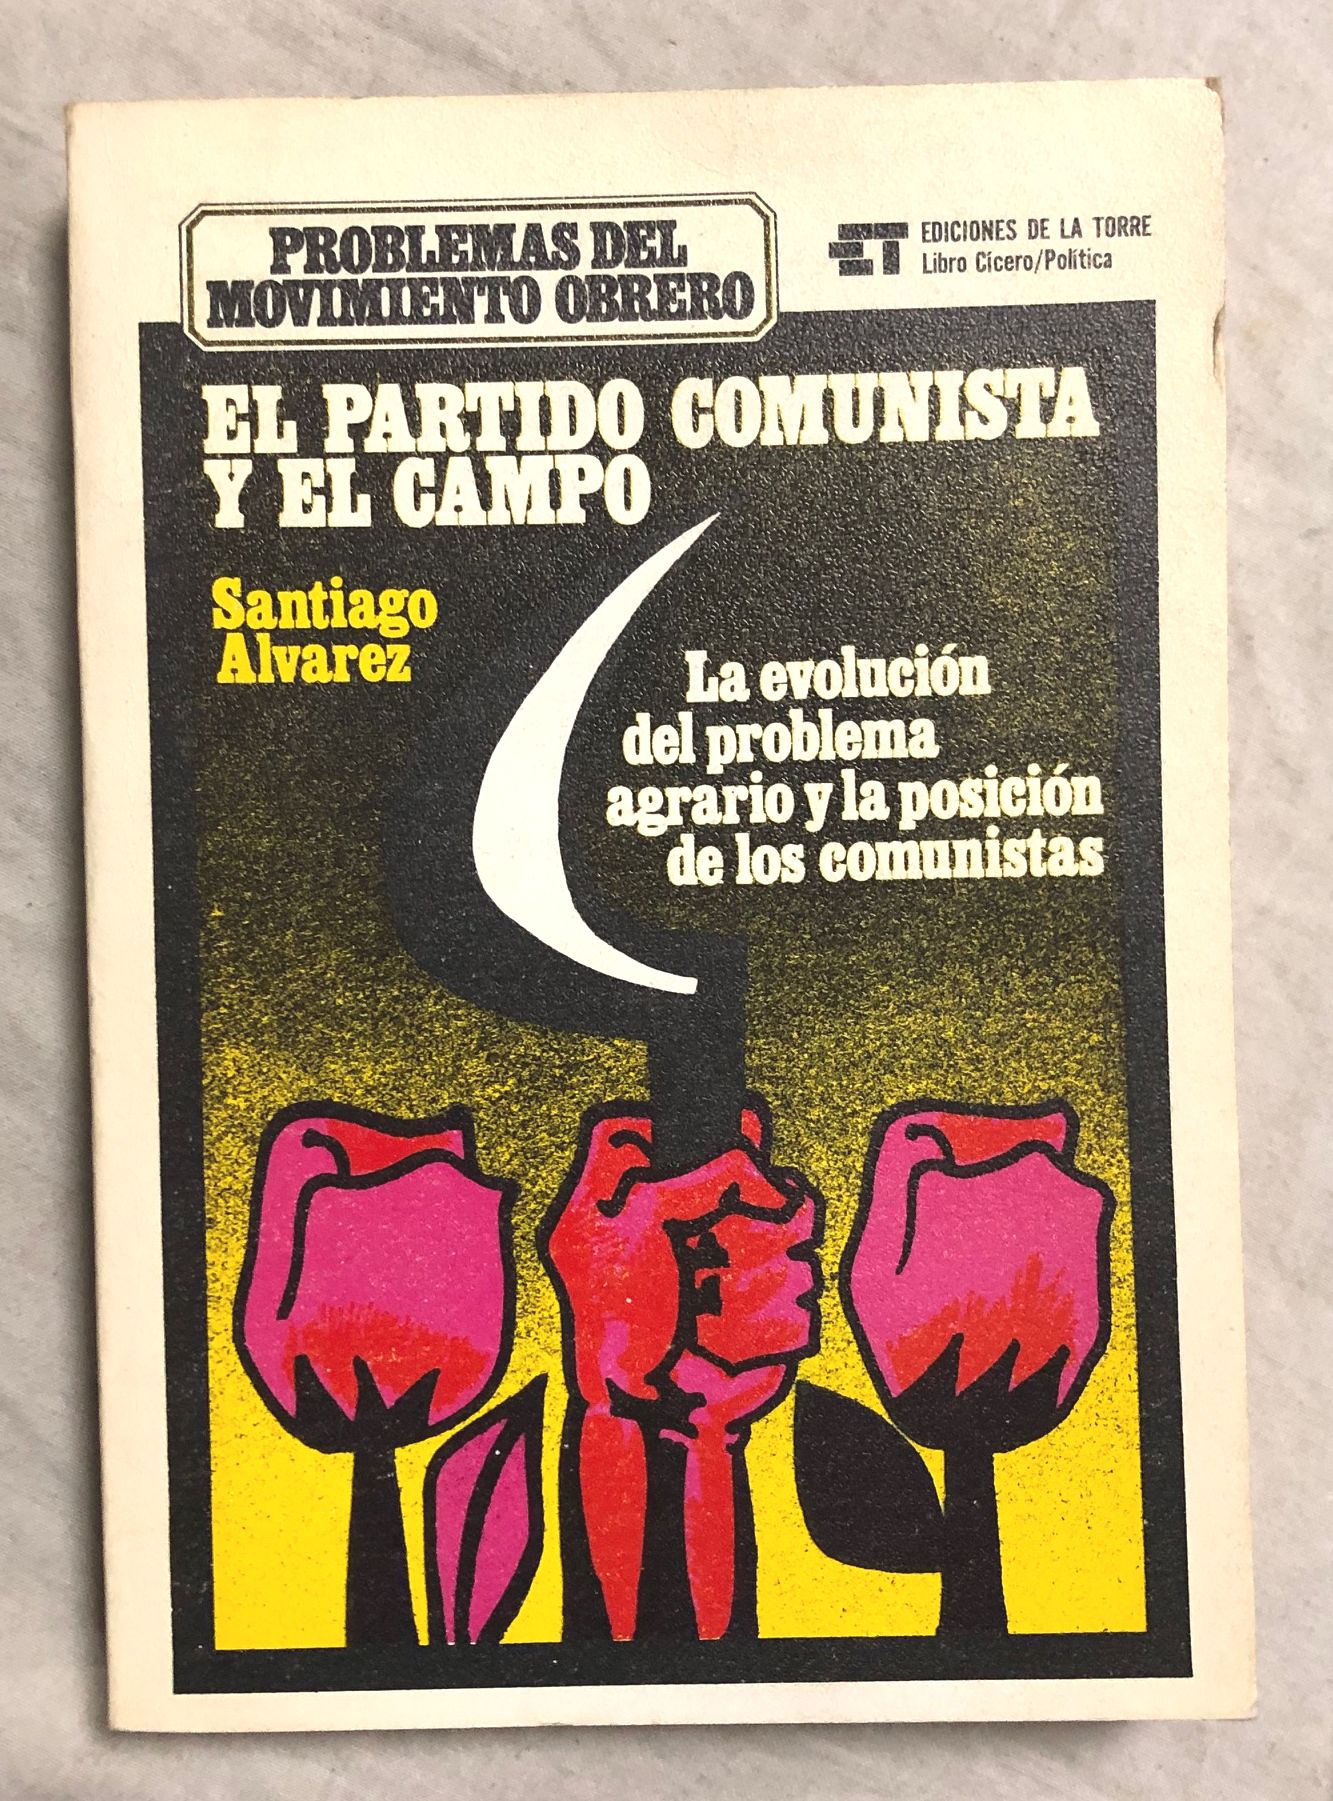 PROBLEMAS DEL
MOVIMIENTO OBRERO
EDICIONES DE LA TORRE
Libro Cícero/Política
EL PARTIDO COMUNISTA
Y EL CAMPO
Santiago
Alvarez
La evolución
del problema
agrario y la posición
de los comunistas